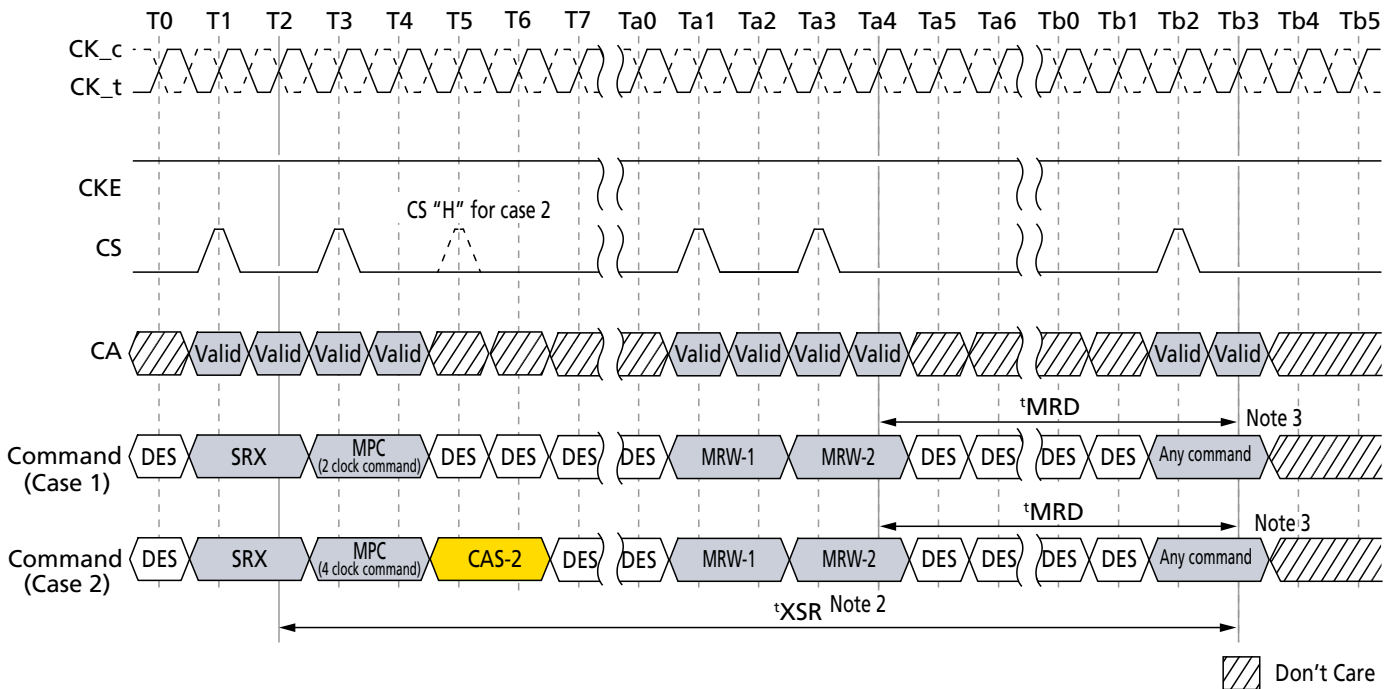 T0 T1 T2 T3 T4 T5 T6 T7 Ta0 Ta1 Ta2 Ta3 Ta4 Ta5 Ta6 Tb0 Tb1 Tb2 Tb3 Tb4 Tb5
CK_c
CK_t
CKE
CS "H" for case 2
CS
CA Valid Valid Valid Valid Valid Valid Valid Valid Valid Valid
tMRD Note 3
Command (Case 1) DES SRX MPC (2 clock command) DES DES DES DES MRW-1 MRW-2 DES DES DES DES Any command
tMRD Note 3
Command (Case 2) DES SRX MPC (4 clock command) CAS-2 DES DES MRW-1 MRW-2 DES DES DES DES Any command
tXSR Note 2
Don't Care